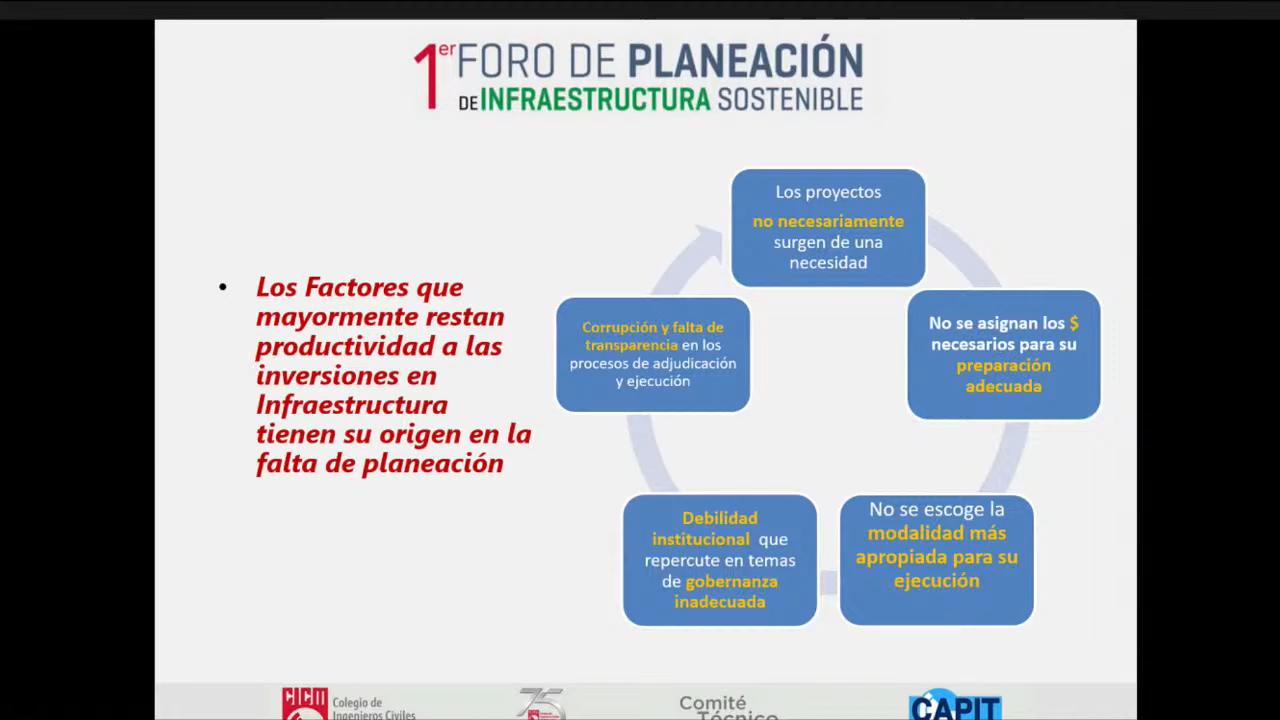 1er FORO DE PLANEACIÓN
DE INFRAESTRUCTURA SOSTENIBLE
• Los Factores que
mayormente restan
productividad a las
inversiones en
Infraestructura
tienen su origen en la
falta de planeación
Los proyectos
no necesariamente
surgen de una
necesidad
No se asignan los $
necesarios para su
preparación
adecuada
No se escoge la
modalidad más
apropiada para su
ejecución
Debilidad
institucional que
repercute en temas
de gobernanza
inadecuada
Corrupción y falta de
transparencia en los
procesos de adjudicación
y ejecución
CICM
Colegio de
Ingenieros Civiles
75
Comité
Técnico
CAPIT